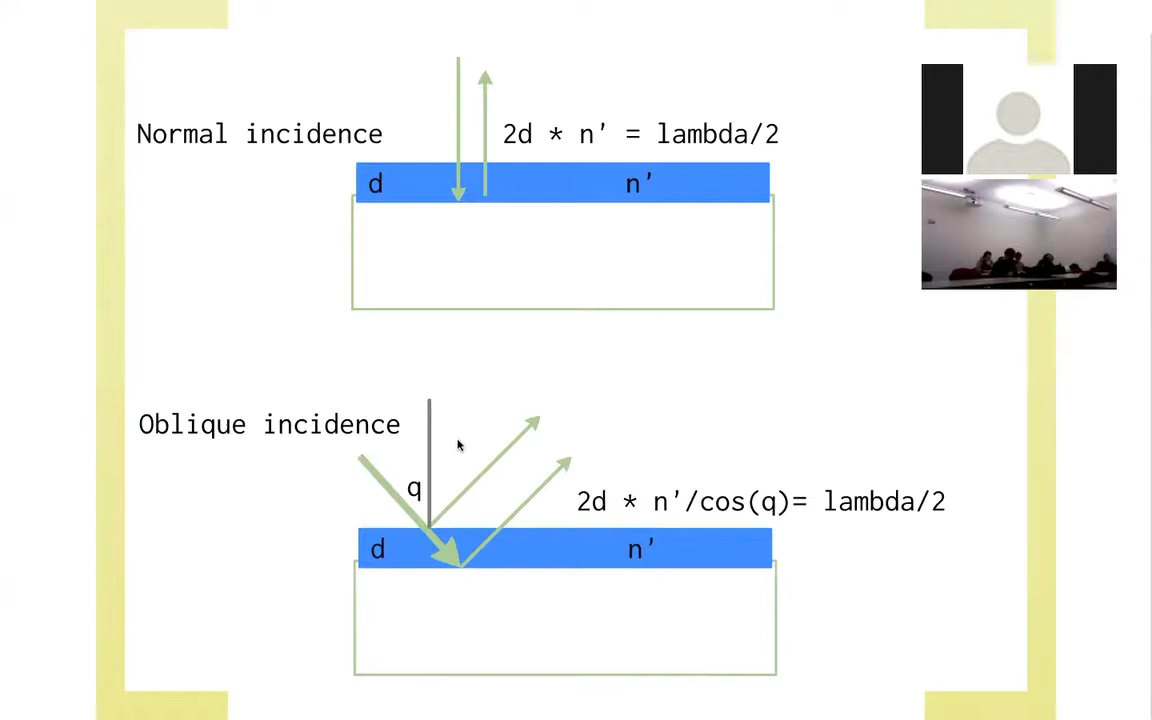 Normal incidence
2d * n' = lambda/2
d
n'
Oblique incidence
q
2d * n'/cos(q)= lambda/2
d
n'